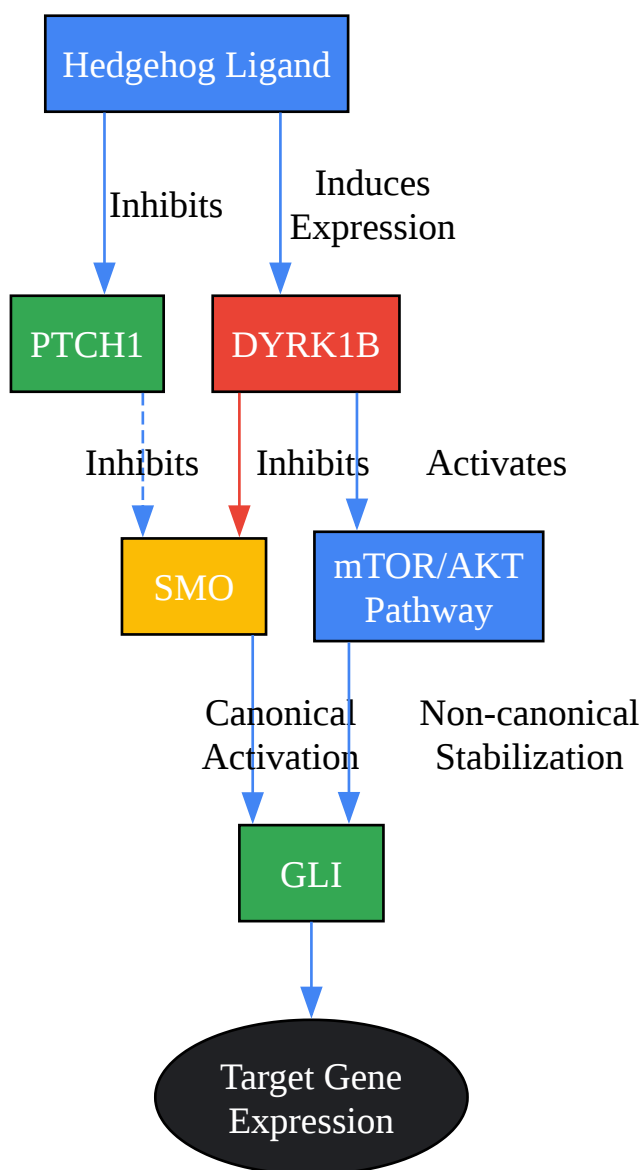 Hedgehog Ligand
Inhibits
Induces
Expression
PTCH1
DYRK1B
Inhibits
Inhibits
Activates
SMO
mTOR/AKT
Pathway
Canonical
Activation
Non-canonical
Stabilization
GLI
Target Gene
Expression